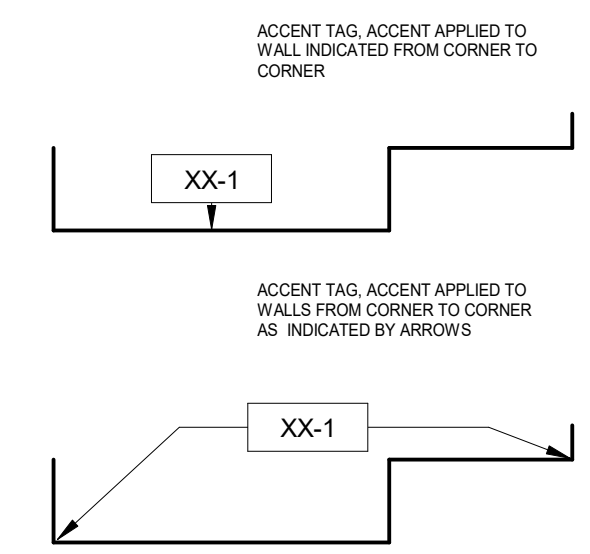 ACCENT TAG, ACCENT APPLIED TO
WALL INDICATED FROM CORNER TO
CORNER
XX-1
ACCENT TAG, ACCENT APPLIED TO
WALLS FROM CORNER TO CORNER
AS INDICATED BY ARROWS
XX-1